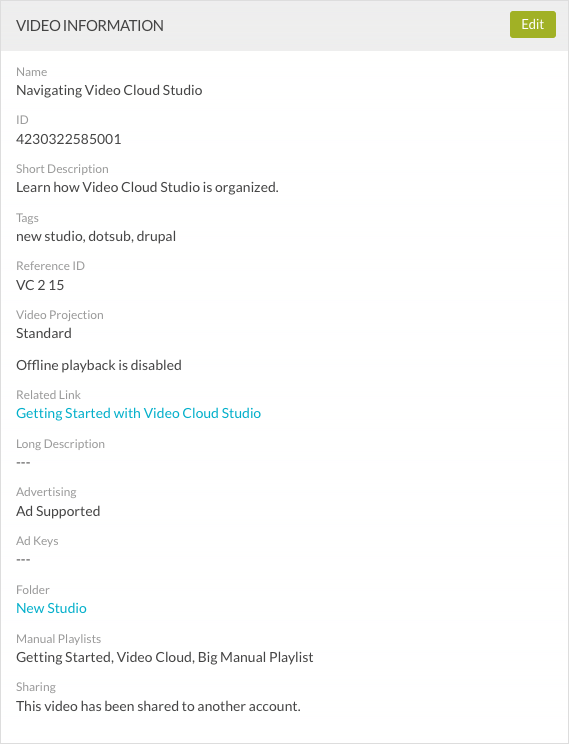 VIDEO INFORMATION
Edit
Name
Navigating Video Cloud Studio
ID
4230322585001
Short Description
Learn how Video Cloud Studio is organized.
Tags
new studio, dotsub, drupal
Reference ID
VC 2 15
Video Projection
Standard
Offline playback is disabled
Related Link
Getting Started with Video Cloud Studio
Long Description
---
Advertising
Ad Supported
Ad Keys
---
Folder
New Studio
Manual Playlists
Getting Started, Video Cloud, Big Manual Playlist
Sharing
This video has been shared to another account.